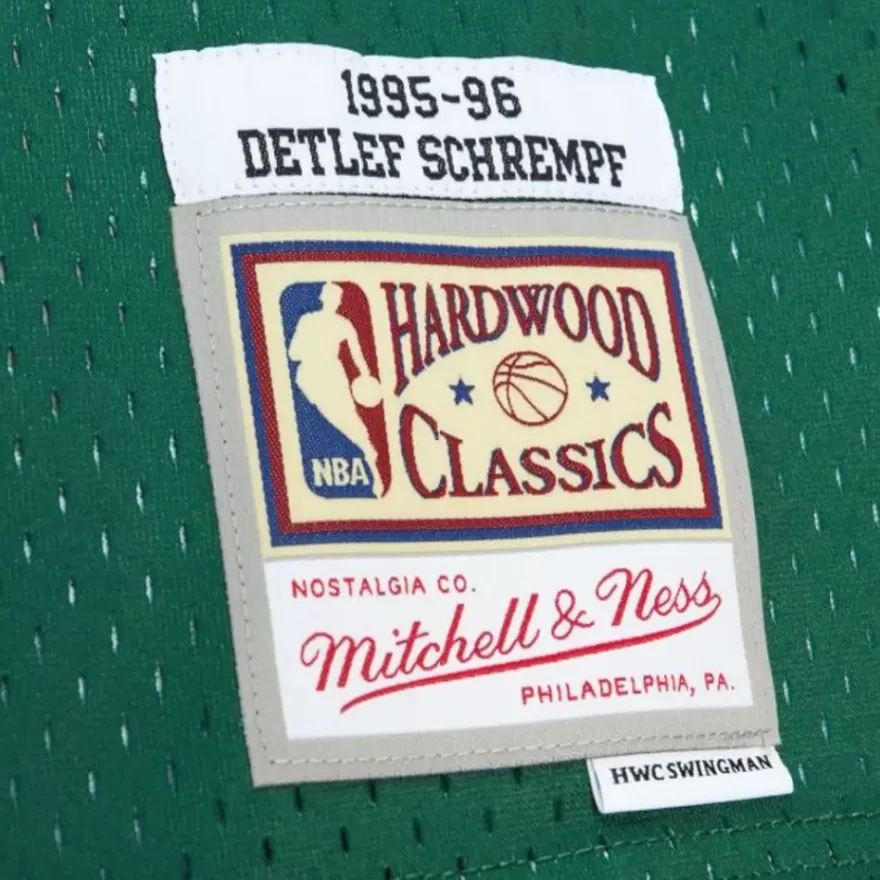 1995-96
DETLEF SCHREMPF
HARDWOOD
CLASSICS
NBA
NOSTALGIA CO.
Mitchell & Ness
PHILADELPHIA, PA.
HWC SWINGMAN